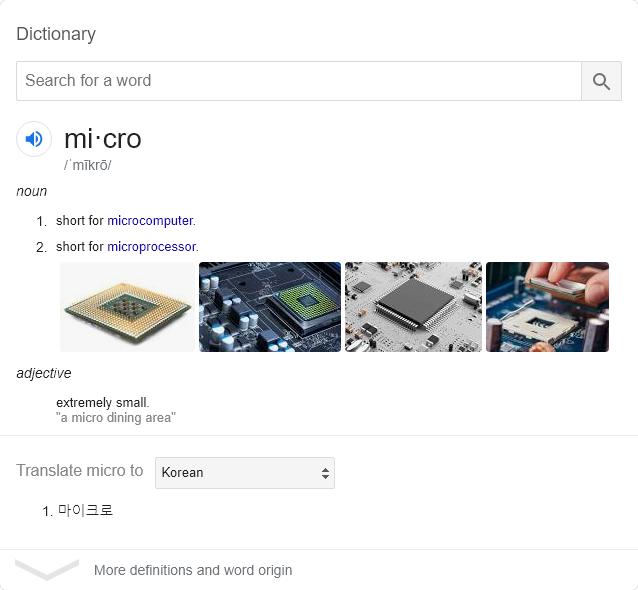 Dictionary
Search for a word
mi·cro
/ˈmīkrō/
noun
1. short for microcomputer.
2. short for microprocessor.
adjective
extremely small.
"a micro dining area"
Translate micro to Korean
1. 마이크로
More definitions and word origin